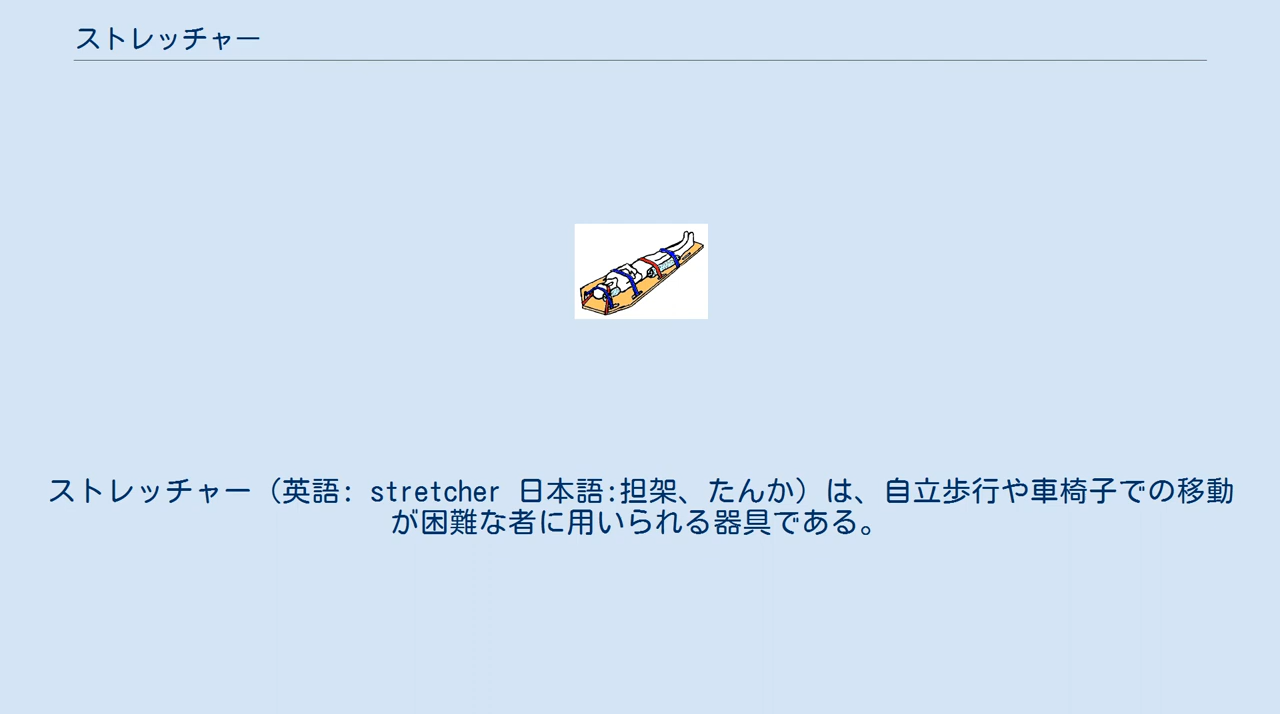 ストレッチャー
ストレッチャー（英語: stretcher 日本語:担架、たんか）は、自立歩行や車椅子での移動
が困難な者に用いられる器具である。